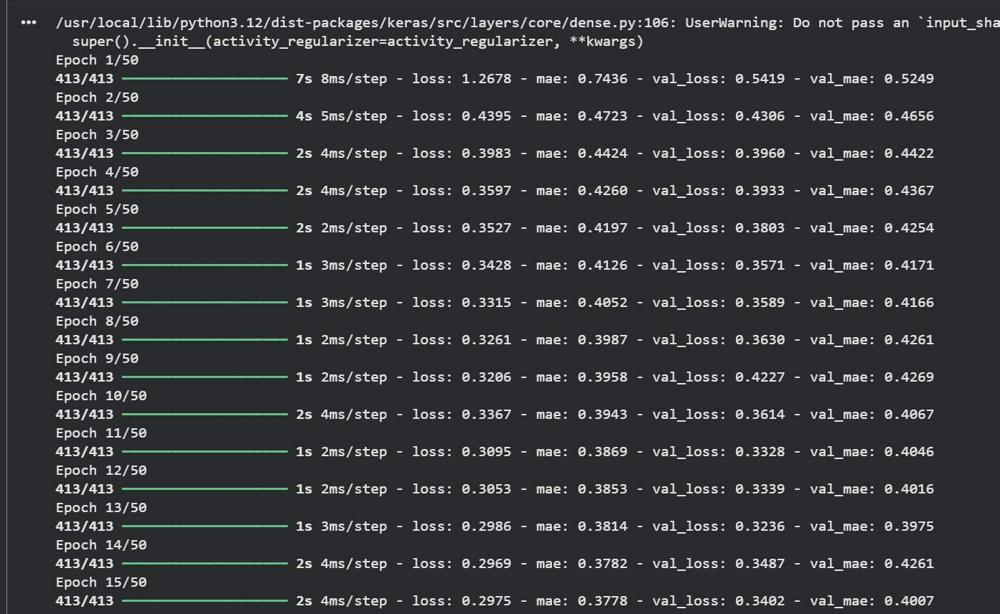 ••• /usr/local/lib/python3.12/dist-packages/keras/src/layers/core/dense.py:106: UserWarning: Do not pass an `input_sha
super().__init__(activity_regularizer=activity_regularizer, **kwargs)
Epoch 1/50
413/413 ━━━━━━━━━━━━━━━━━━━━ 7s 8ms/step - loss: 1.2678 - mae: 0.7436 - val_loss: 0.5419 - val_mae: 0.5249
Epoch 2/50
413/413 ━━━━━━━━━━━━━━━━━━━━ 4s 5ms/step - loss: 0.4395 - mae: 0.4723 - val_loss: 0.4306 - val_mae: 0.4656
Epoch 3/50
413/413 ━━━━━━━━━━━━━━━━━━━━ 2s 4ms/step - loss: 0.3983 - mae: 0.4424 - val_loss: 0.3960 - val_mae: 0.4422
Epoch 4/50
413/413 ━━━━━━━━━━━━━━━━━━━━ 2s 4ms/step - loss: 0.3597 - mae: 0.4260 - val_loss: 0.3933 - val_mae: 0.4367
Epoch 5/50
413/413 ━━━━━━━━━━━━━━━━━━━━ 2s 2ms/step - loss: 0.3527 - mae: 0.4197 - val_loss: 0.3803 - val_mae: 0.4254
Epoch 6/50
413/413 ━━━━━━━━━━━━━━━━━━━━ 1s 3ms/step - loss: 0.3428 - mae: 0.4126 - val_loss: 0.3571 - val_mae: 0.4171
Epoch 7/50
413/413 ━━━━━━━━━━━━━━━━━━━━ 1s 3ms/step - loss: 0.3315 - mae: 0.4052 - val_loss: 0.3589 - val_mae: 0.4166
Epoch 8/50
413/413 ━━━━━━━━━━━━━━━━━━━━ 1s 2ms/step - loss: 0.3261 - mae: 0.3987 - val_loss: 0.3630 - val_mae: 0.4261
Epoch 9/50
413/413 ━━━━━━━━━━━━━━━━━━━━ 1s 2ms/step - loss: 0.3206 - mae: 0.3958 - val_loss: 0.4227 - val_mae: 0.4269
Epoch 10/50
413/413 ━━━━━━━━━━━━━━━━━━━━ 2s 4ms/step - loss: 0.3367 - mae: 0.3943 - val_loss: 0.3614 - val_mae: 0.4067
Epoch 11/50
413/413 ━━━━━━━━━━━━━━━━━━━━ 1s 2ms/step - loss: 0.3095 - mae: 0.3869 - val_loss: 0.3328 - val_mae: 0.4046
Epoch 12/50
413/413 ━━━━━━━━━━━━━━━━━━━━ 1s 2ms/step - loss: 0.3053 - mae: 0.3853 - val_loss: 0.3339 - val_mae: 0.4016
Epoch 13/50
413/413 ━━━━━━━━━━━━━━━━━━━━ 1s 3ms/step - loss: 0.2986 - mae: 0.3814 - val_loss: 0.3236 - val_mae: 0.3975
Epoch 14/50
413/413 ━━━━━━━━━━━━━━━━━━━━ 2s 4ms/step - loss: 0.2969 - mae: 0.3782 - val_loss: 0.3487 - val_mae: 0.4261
Epoch 15/50
413/413 ━━━━━━━━━━━━━━━━━━━━ 2s 4ms/step - loss: 0.2975 - mae: 0.3778 - val_loss: 0.3402 - val_mae: 0.4007